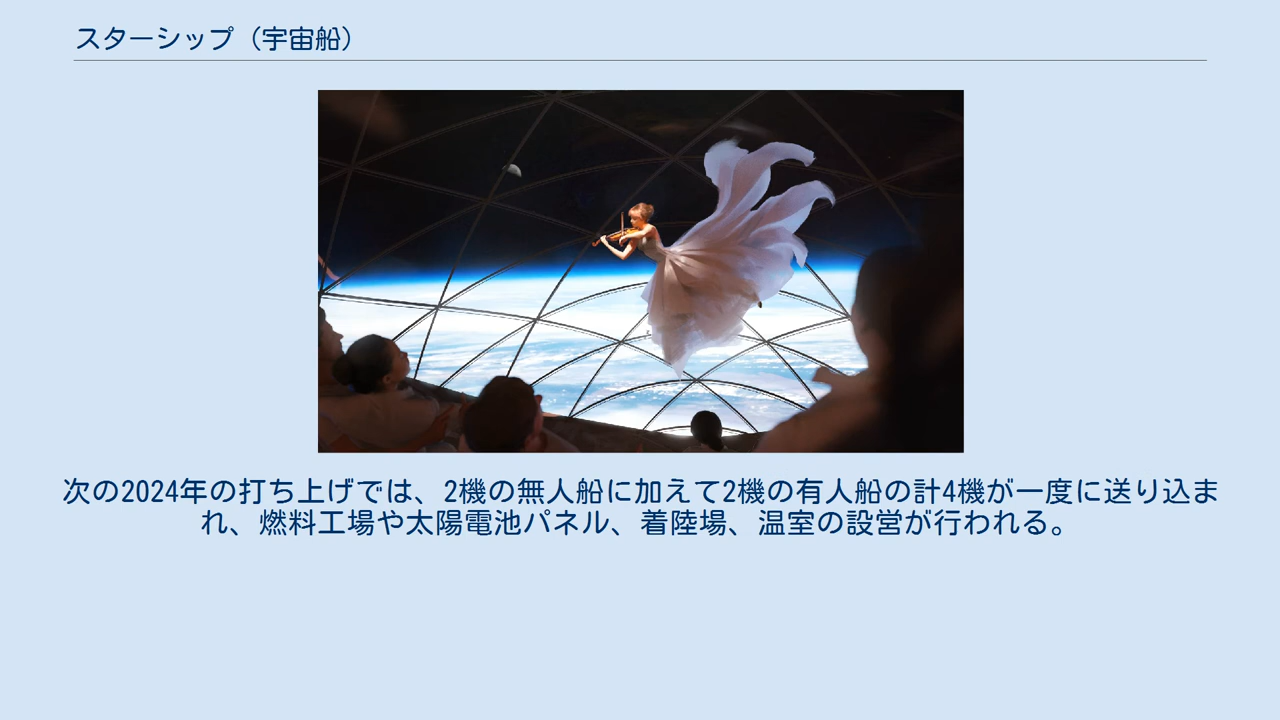 スターシップ（宇宙船）
次の2024年の打ち上げでは、2機の無人船に加えて2機の有人船の計4機が一度に送り込ま
れ、燃料工場や太陽電池パネル、着陸場、温室の設営が行われる。